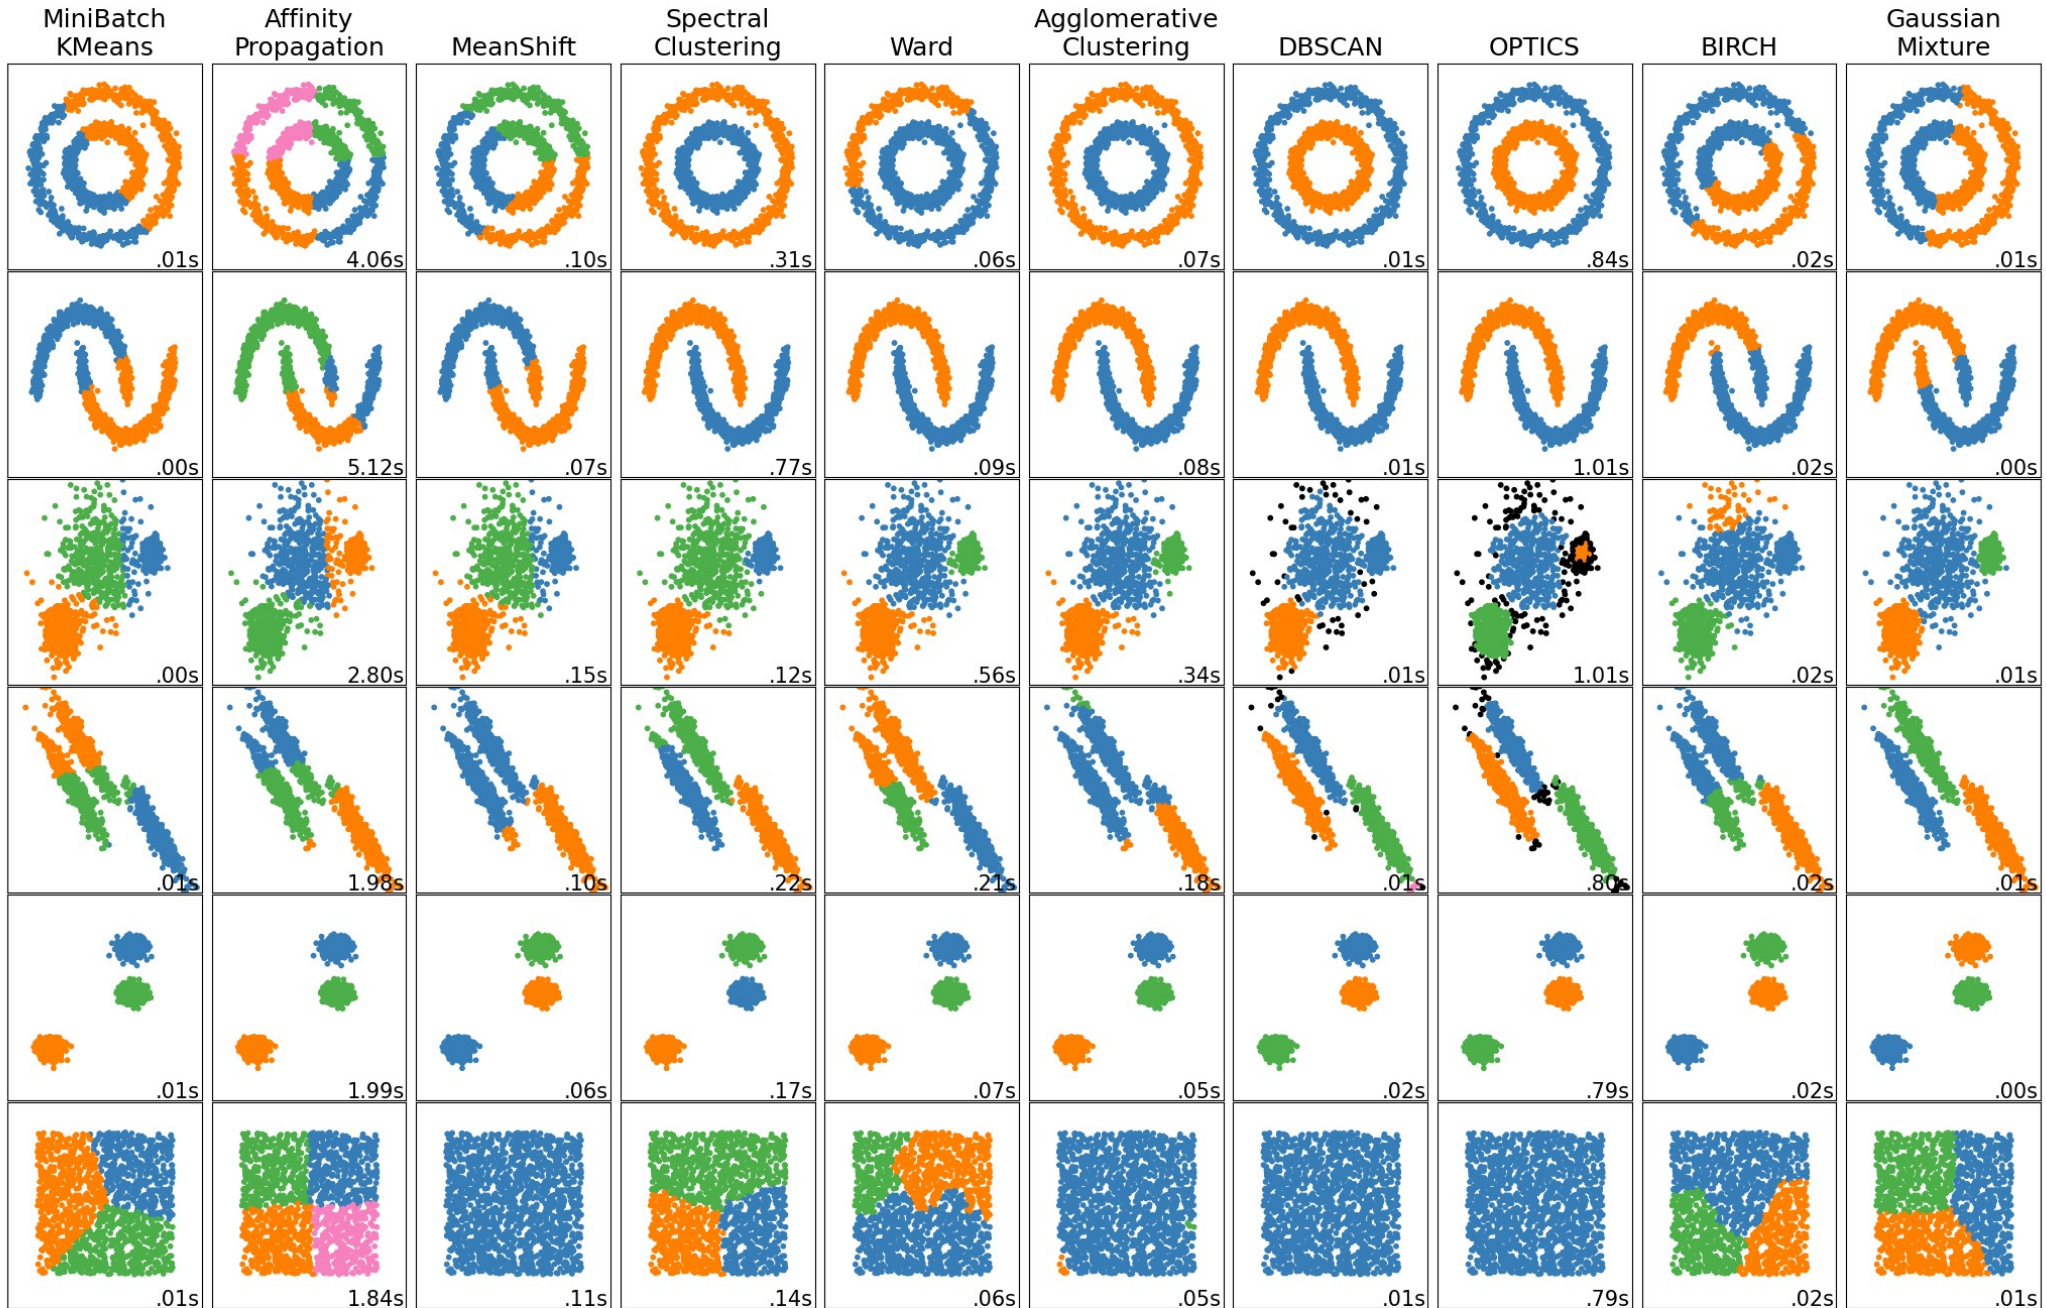 MiniBatch
KMeans
Affinity
Propagation
MeanShift
Spectral
Clustering
Ward
Agglomerative
Clustering
DBSCAN
OPTICS
BIRCH
Gaussian
Mixture
.01s
4.06s
.10s
.31s
.06s
.07s
.01s
.84s
.02s
.01s
.00s
5.12s
.07s
.77s
.09s
.08s
.01s
1.01s
.02s
.00s
.00s
2.80s
.15s
.12s
.56s
.34s
.01s
1.01s
.02s
.01s
.01s
1.98s
.10s
.22s
.21s
.18s
.01s
.80s
.02s
.01s
.01s
1.99s
.06s
.17s
.07s
.05s
.02s
.79s
.02s
.00s
.01s
1.84s
.11s
.14s
.06s
.05s
.01s
.79s
.02s
.01s